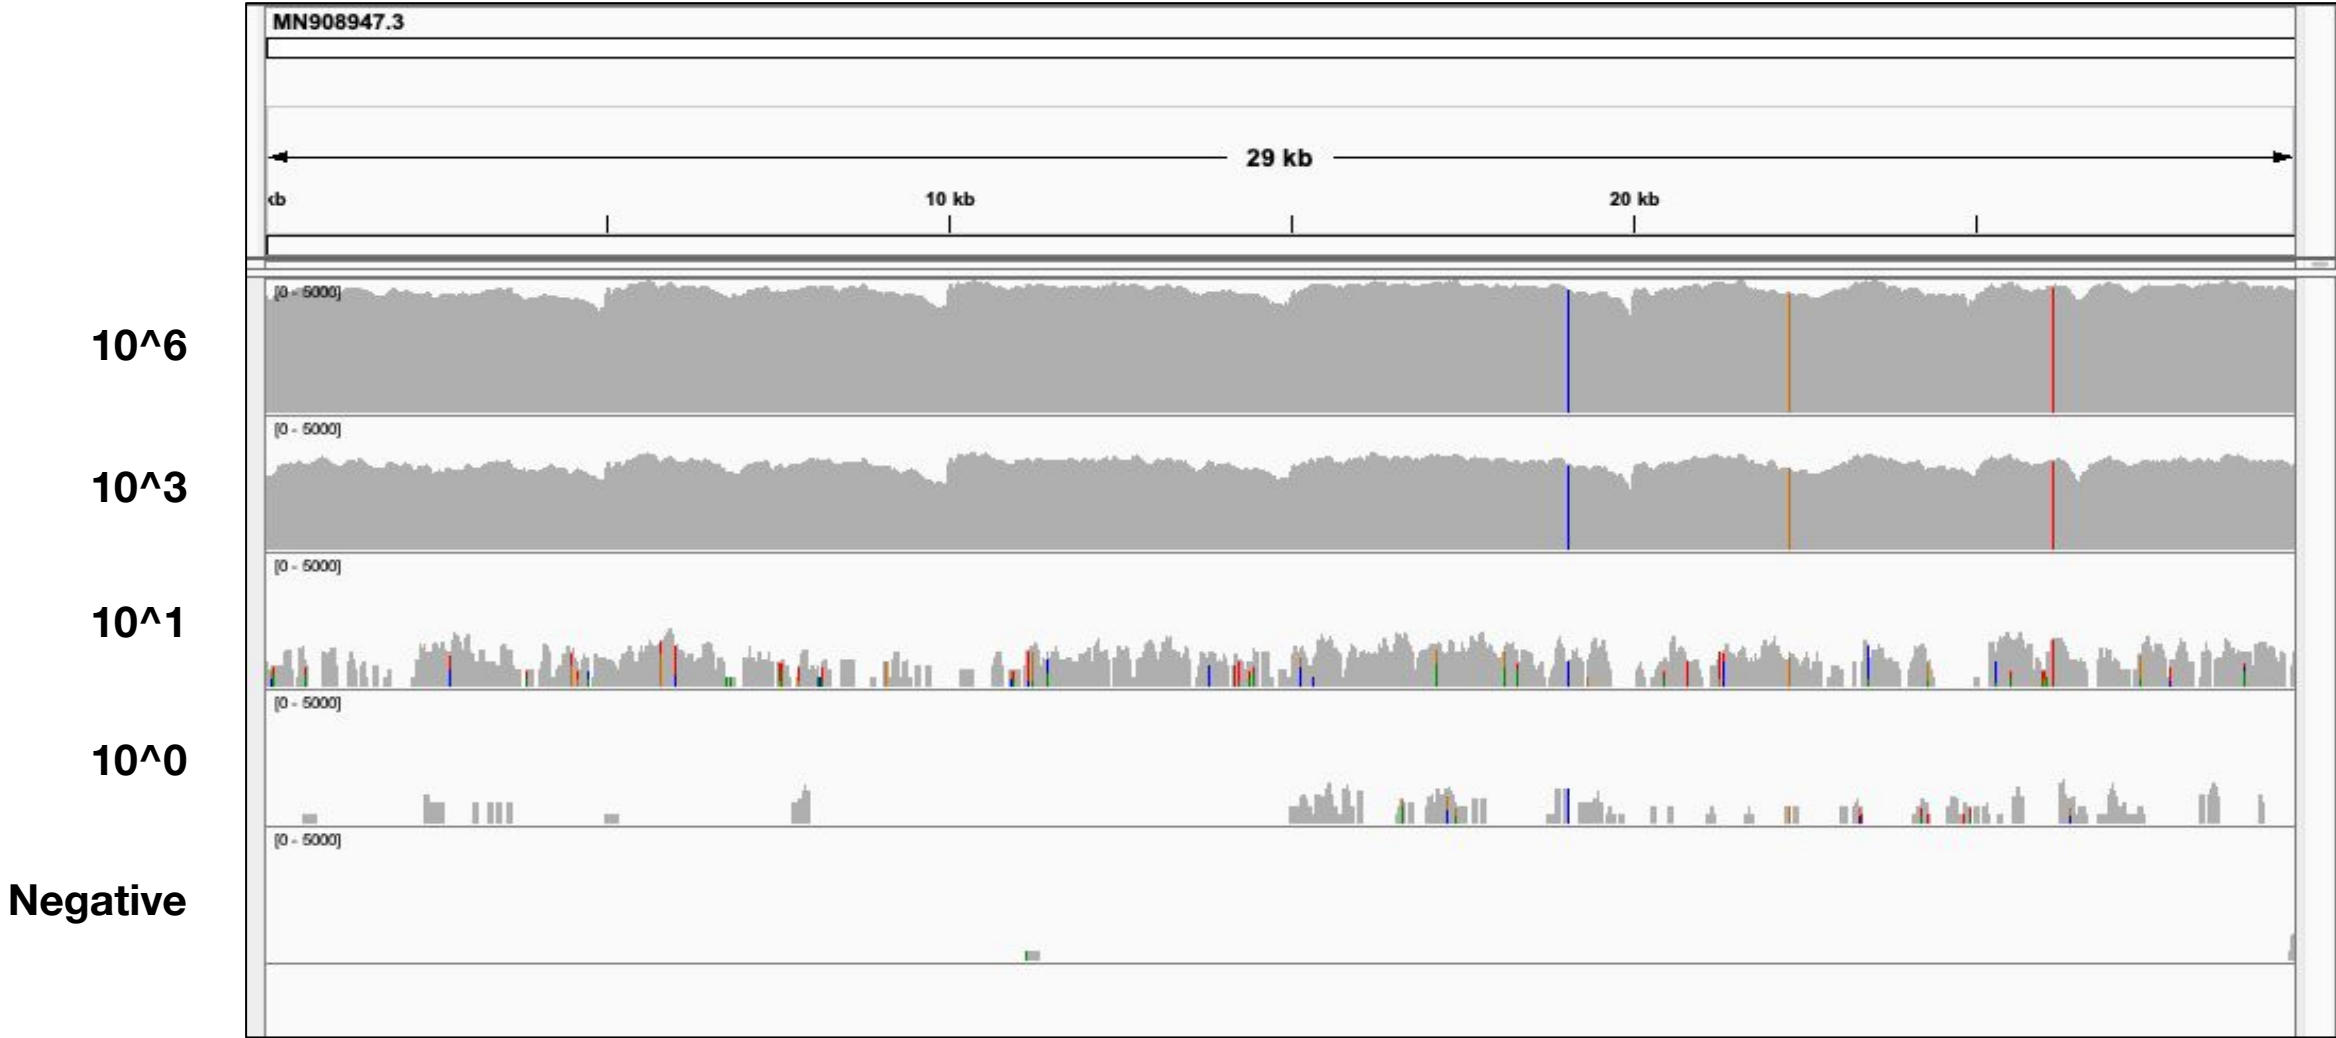 MN908947.3
29 kb
kb
10 kb
20 kb
10^6
[0 - 5000]
10^3
[0 - 5000]
10^1
[0 - 5000]
10^0
[0 - 5000]
Negative
[0 - 5000]